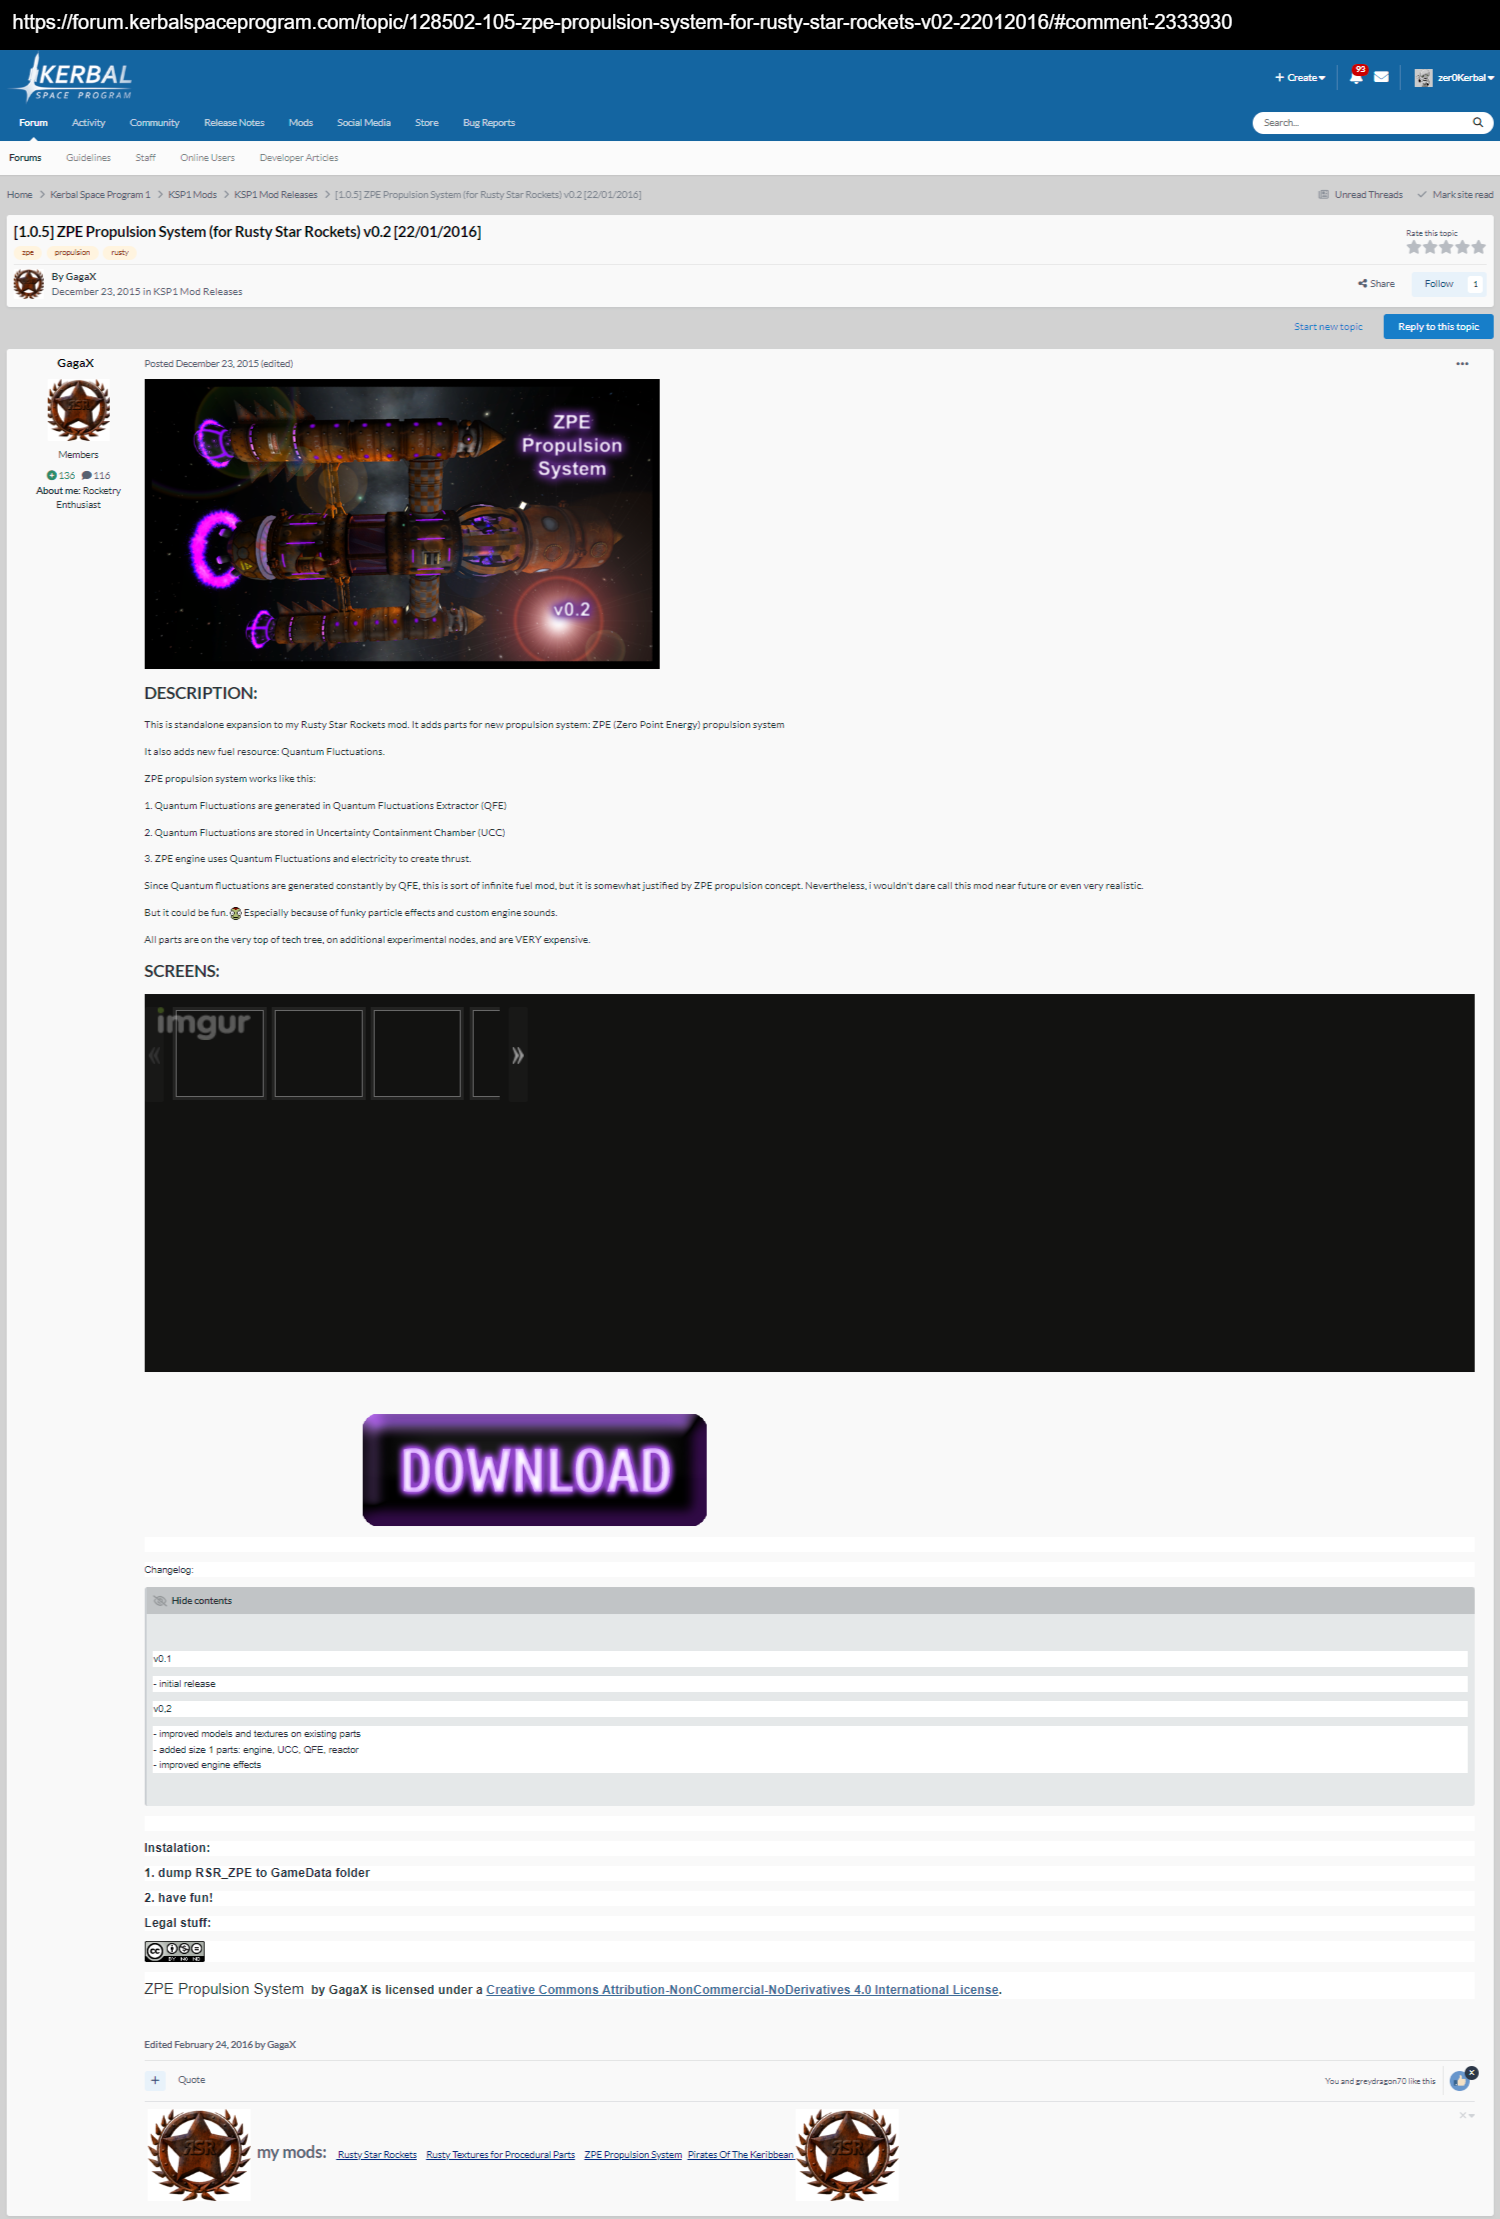 https://forum.kerbalspaceprogram.com/topic/128502-105-zpe-propulsion-system-for-rusty-star-rockets-v02-22012016/#comment-2333930
KERBAL
SPACE PROGRAM
+ Create
93
zer0Kerbal
Forum Activity Community Release Notes Mods Social Media Store Bug Reports
Search...
Forums Guidelines Staff Online Users Developer Articles
Home > Kerbal Space Program 1 > KSP1 Mods > KSP1 Mod Releases > [1.0.5] ZPE Propulsion System (for Rusty Star Rockets) v0.2 [22/01/2016]
Unread Threads Mark site read
[1.0.5] ZPE Propulsion System (for Rusty Star Rockets) v0.2 [22/01/2016]
zpe propulsion rusty
Rate this topic
By GagaX
December 23, 2015 in KSP1 Mod Releases
Share
Follow 1
Start new topic
Reply to this topic
GagaX
Members
136 116
About me: Rocketry
Enthusiast
Posted December 23, 2015 (edited)
ZPE
Propulsion
System
v0.2
DESCRIPTION:
This is standalone expansion to my Rusty Star Rockets mod. It adds parts for new propulsion system: ZPE (Zero Point Energy) propulsion system
It also adds new fuel resource: Quantum Fluctuations.
ZPE propulsion system works like this:
1. Quantum Fluctuations are generated in Quantum Fluctuations Extractor (QFE)
2. Quantum Fluctuations are stored in Uncertainty Containment Chamber (UCC)
3. ZPE engine uses Quantum Fluctuations and electricity to create thrust.
Since Quantum fluctuations are generated constantly by QFE, this is sort of infinite fuel mod, but it is somewhat justified by ZPE propulsion concept. Nevertheless, i wouldn't dare call this mod near future or even very realistic.
But it could be fun. Especially because of funky particle effects and custom engine sounds.
All parts are on the very top of tech tree, on additional experimental nodes, and are VERY expensive.
SCREENS:
imgur
DOWNLOAD
Changelog:
Hide contents
v0.1
- initial release
v0,2
- improved models and textures on existing parts
- added size 1 parts: engine, UCC, QFE, reactor
- improved engine effects
Instalation:
1. dump RSR_ZPE to GameData folder
2. have fun!
Legal stuff:
cc
BY NC ND
ZPE Propulsion System by GagaX is licensed under a Creative Commons Attribution-NonCommercial-NoDerivatives 4.0 International License.
Edited February 24, 2016 by GagaX
+ Quote
You and greydragon70 like this
RSR
my mods: Rusty Star Rockets Rusty Textures for Procedural Parts ZPE Propulsion System Pirates Of The Keribbean
RSR